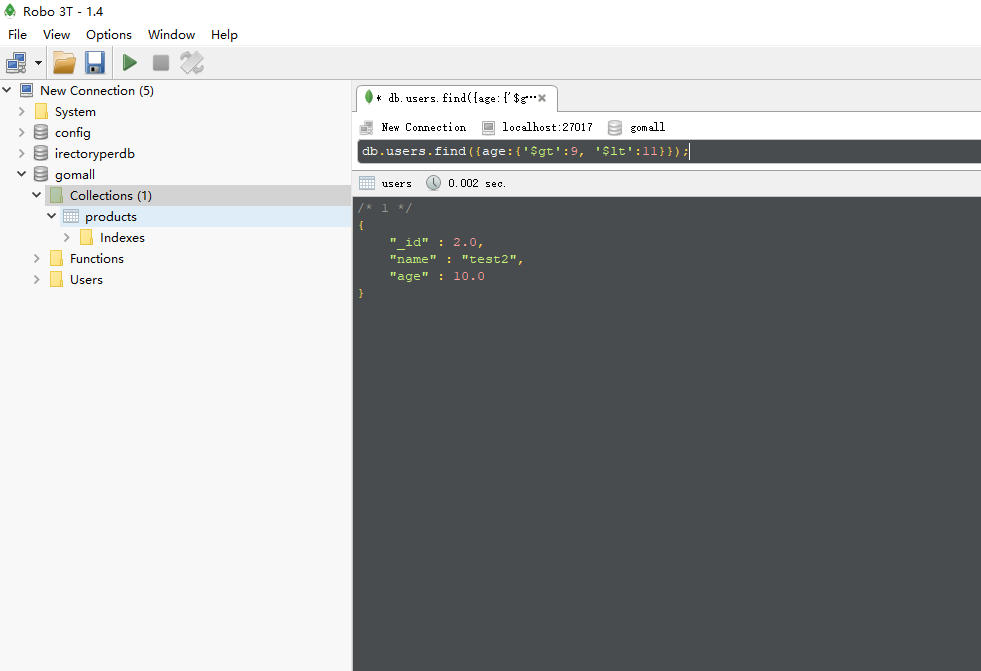 Robo 3T - 1.4
File View Options Window Help
New Connection (5)
System
config
irectoryperdb
gomall
Collections (1)
products
Indexes
Functions
Users
* db.users.find({age:{'$g…
New Connection localhost:27017 gomall
db.users.find({age:{'$gt':9, '$lt':11}});
users 0.002 sec.
/* 1 */
{
"_id" : 2.0,
"name" : "test2",
"age" : 10.0
}